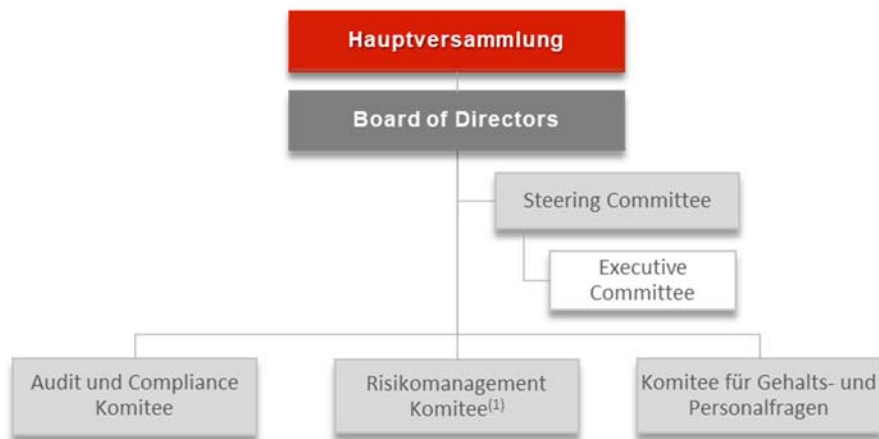 Hauptversammlung
Board of Directors
Steering Committee
Executive
Committee
Audit und Compliance
Komitee
Risikomanagement
Komitee(1)
Komitee für Gehalts- und
Personalfragen